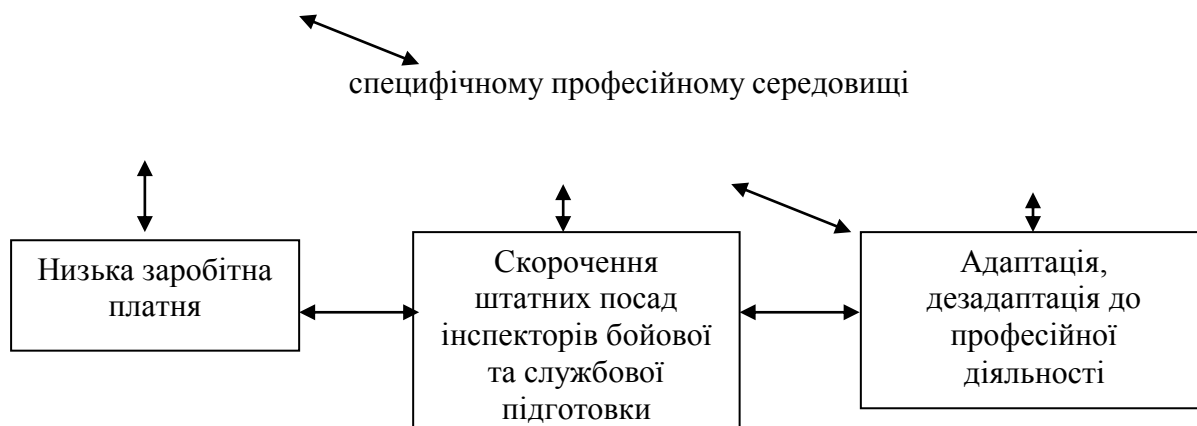 специфічному професійному середовищі
Низька заробітна
платня
Скорочення
штатних посад
інспекторів бойової
та службової
підготовки
Адаптація,
дезадаптація до
професійної
діяльності